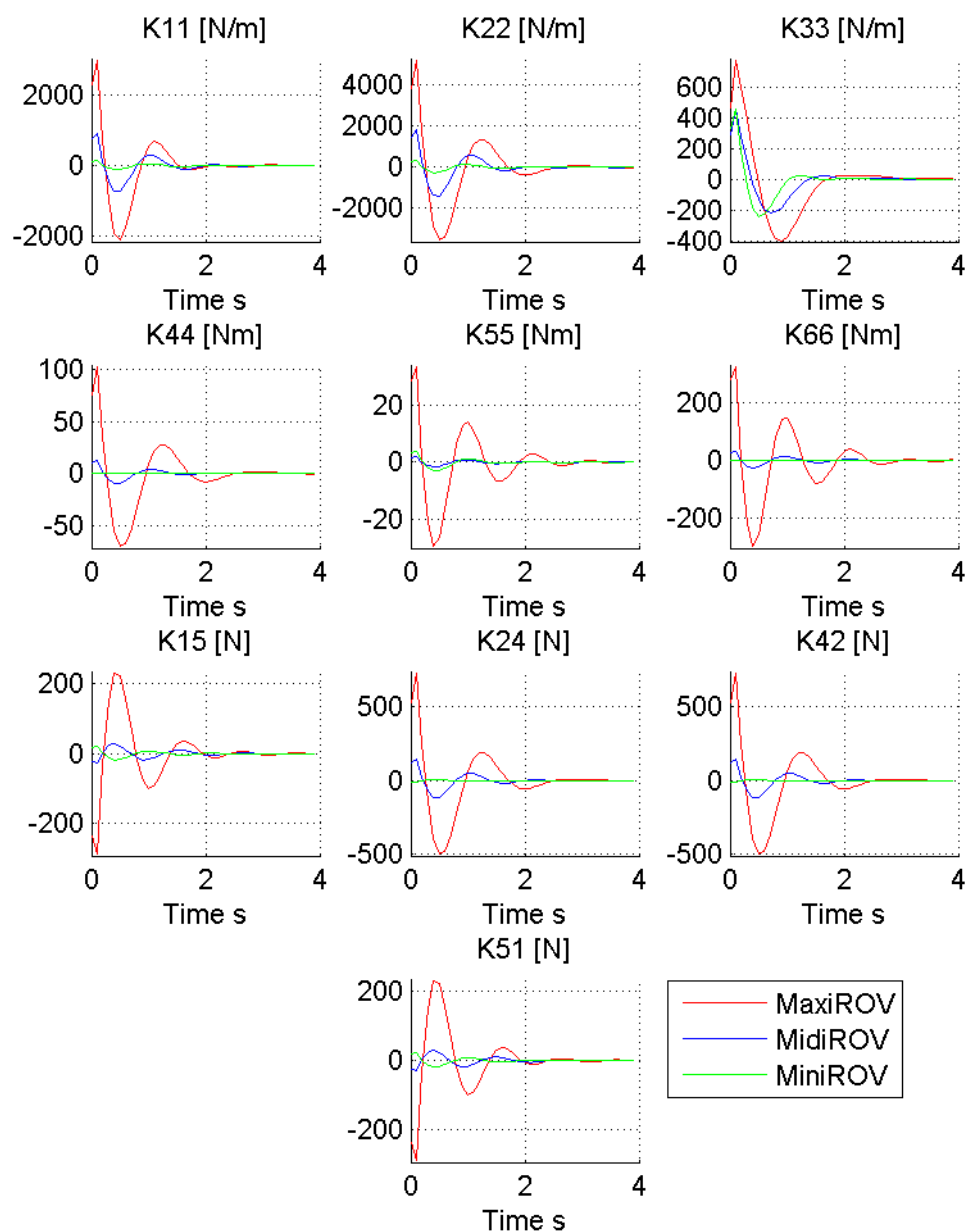 K11 [N/m]
K22 [N/m]
K33 [N/m]
2000
0
-2000
0
2
4
Time s
4000
2000
0
-2000
0
2
4
Time s
600
400
200
0
-200
-400
0
2
4
Time s
K44 [Nm]
K55 [Nm]
K66 [Nm]
100
50
0
-50
0
2
4
Time s
20
0
-20
0
2
4
Time s
200
0
-200
0
2
4
Time s
K15 [N]
K24 [N]
K42 [N]
200
0
-200
0
2
4
Time s
500
0
-500
0
2
4
Time s
500
0
-500
0
2
4
Time s
K51 [N]
200
0
-200
0
2
4
Time s
MaxiROV
MidiROV
MiniROV